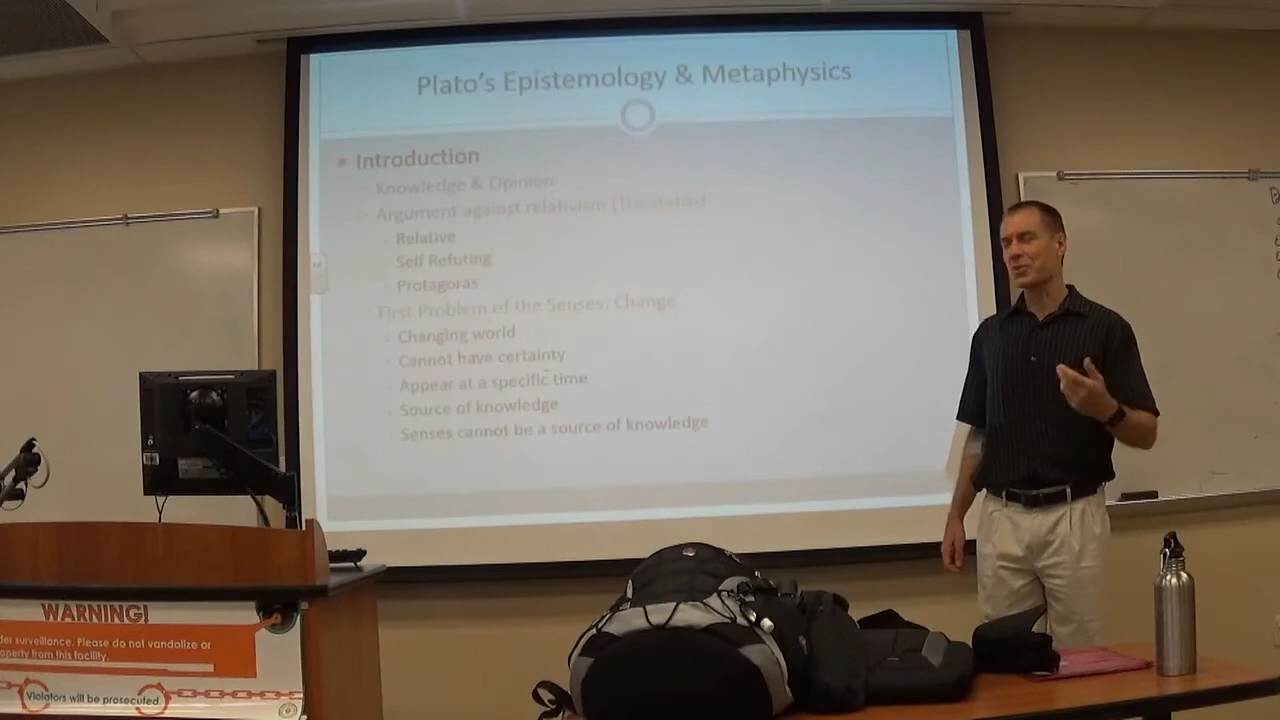 Plato's Epistemology & Metaphysics
Introduction
Knowledge & Opinion
Argument against relativism (Theatetus)
Relative
Self Refuting
Protagoras
First Problem of the Senses: Change
Changing world
Cannot have certainty
Appear at a specific time
Source of knowledge
Senses cannot be a source of knowledge
WARNING!
der surveillance. Please do not vandalize or
operty from this facility.
Violators will be prosecuted.